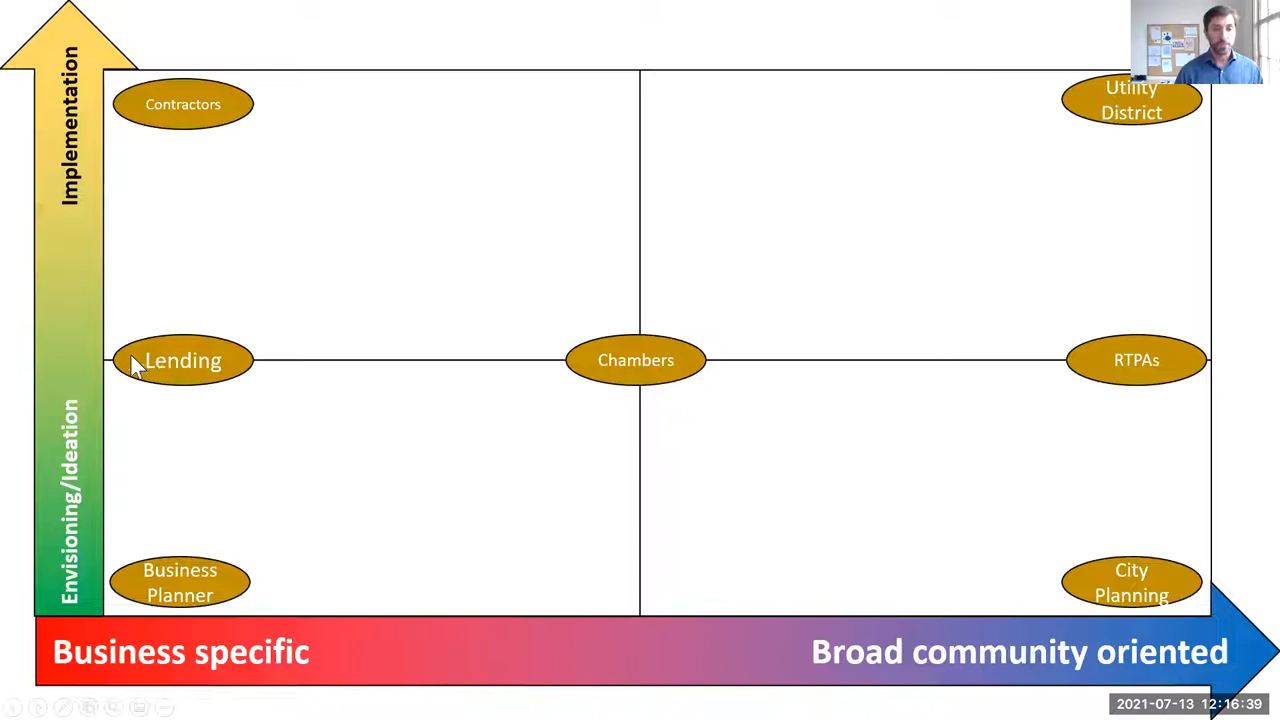 Implementation
Envisioning/Ideation
Contractors
Utility
District
Lending
Chambers
RTPAs
Business
Planner
City
Planning
Business specific
Broad community oriented
2021-07-13 12:16:39